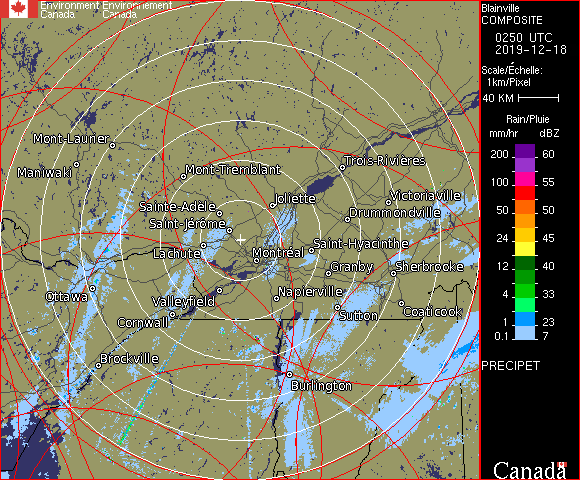 Environment Environnement
Canada Canada
Blainville
COMPOSITE
0250 UTC
2019-12-18
Scale/Échelle:
1km/Pixel
40 KM
Rain/Pluie
mm/hr dBZ
200 60
100 55
50 50
24 45
12 40
4 33
1 23
0.1 7
PRECIPET
Canada
Mont-Laurier
Maniwaki
Mont-Tremblant
Trois-Rivières
Joliette
Victoriaville
Sainte-Adele
Drummondville
Saint-Jérôme
Lachute
Montréal
Saint-Hyacinthe
Granby
Sherbrooke
Ottawa
Valleyfield
Napierville
Cornwall
Sutton
Coaticook
Brockville
Burlington